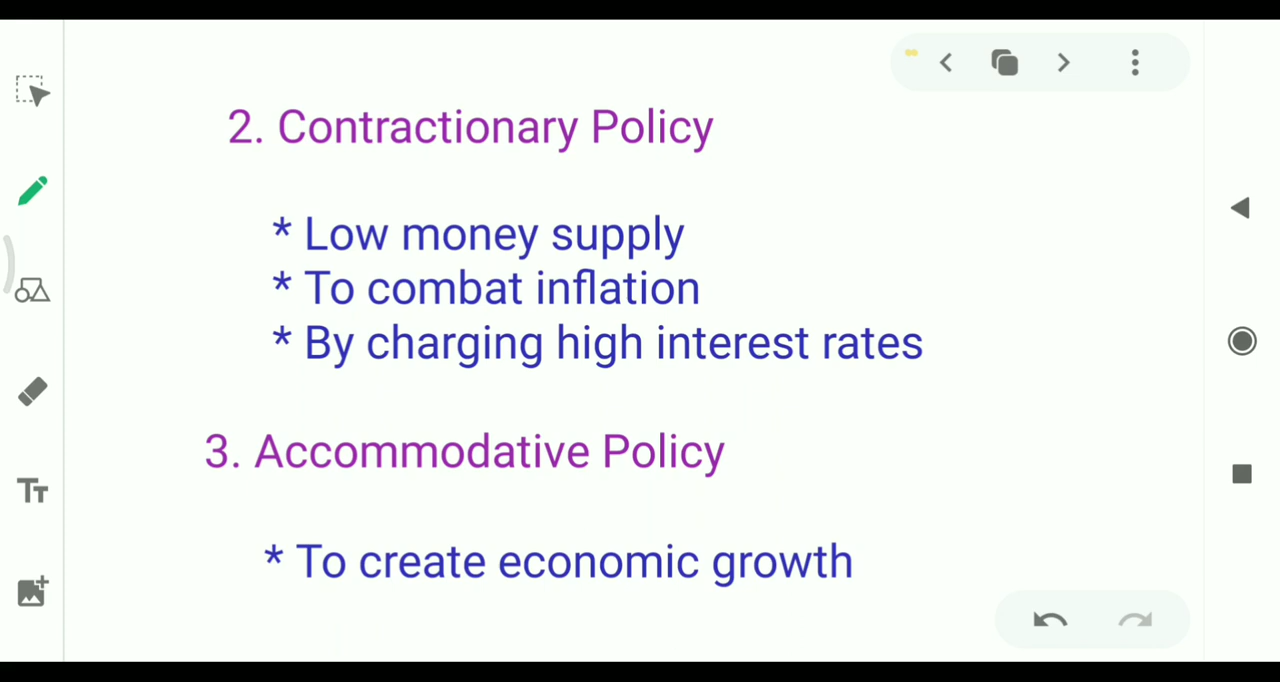 2. Contractionary Policy
* Low money supply
* To combat inflation
* By charging high interest rates
3. Accommodative Policy
* To create economic growth
TT